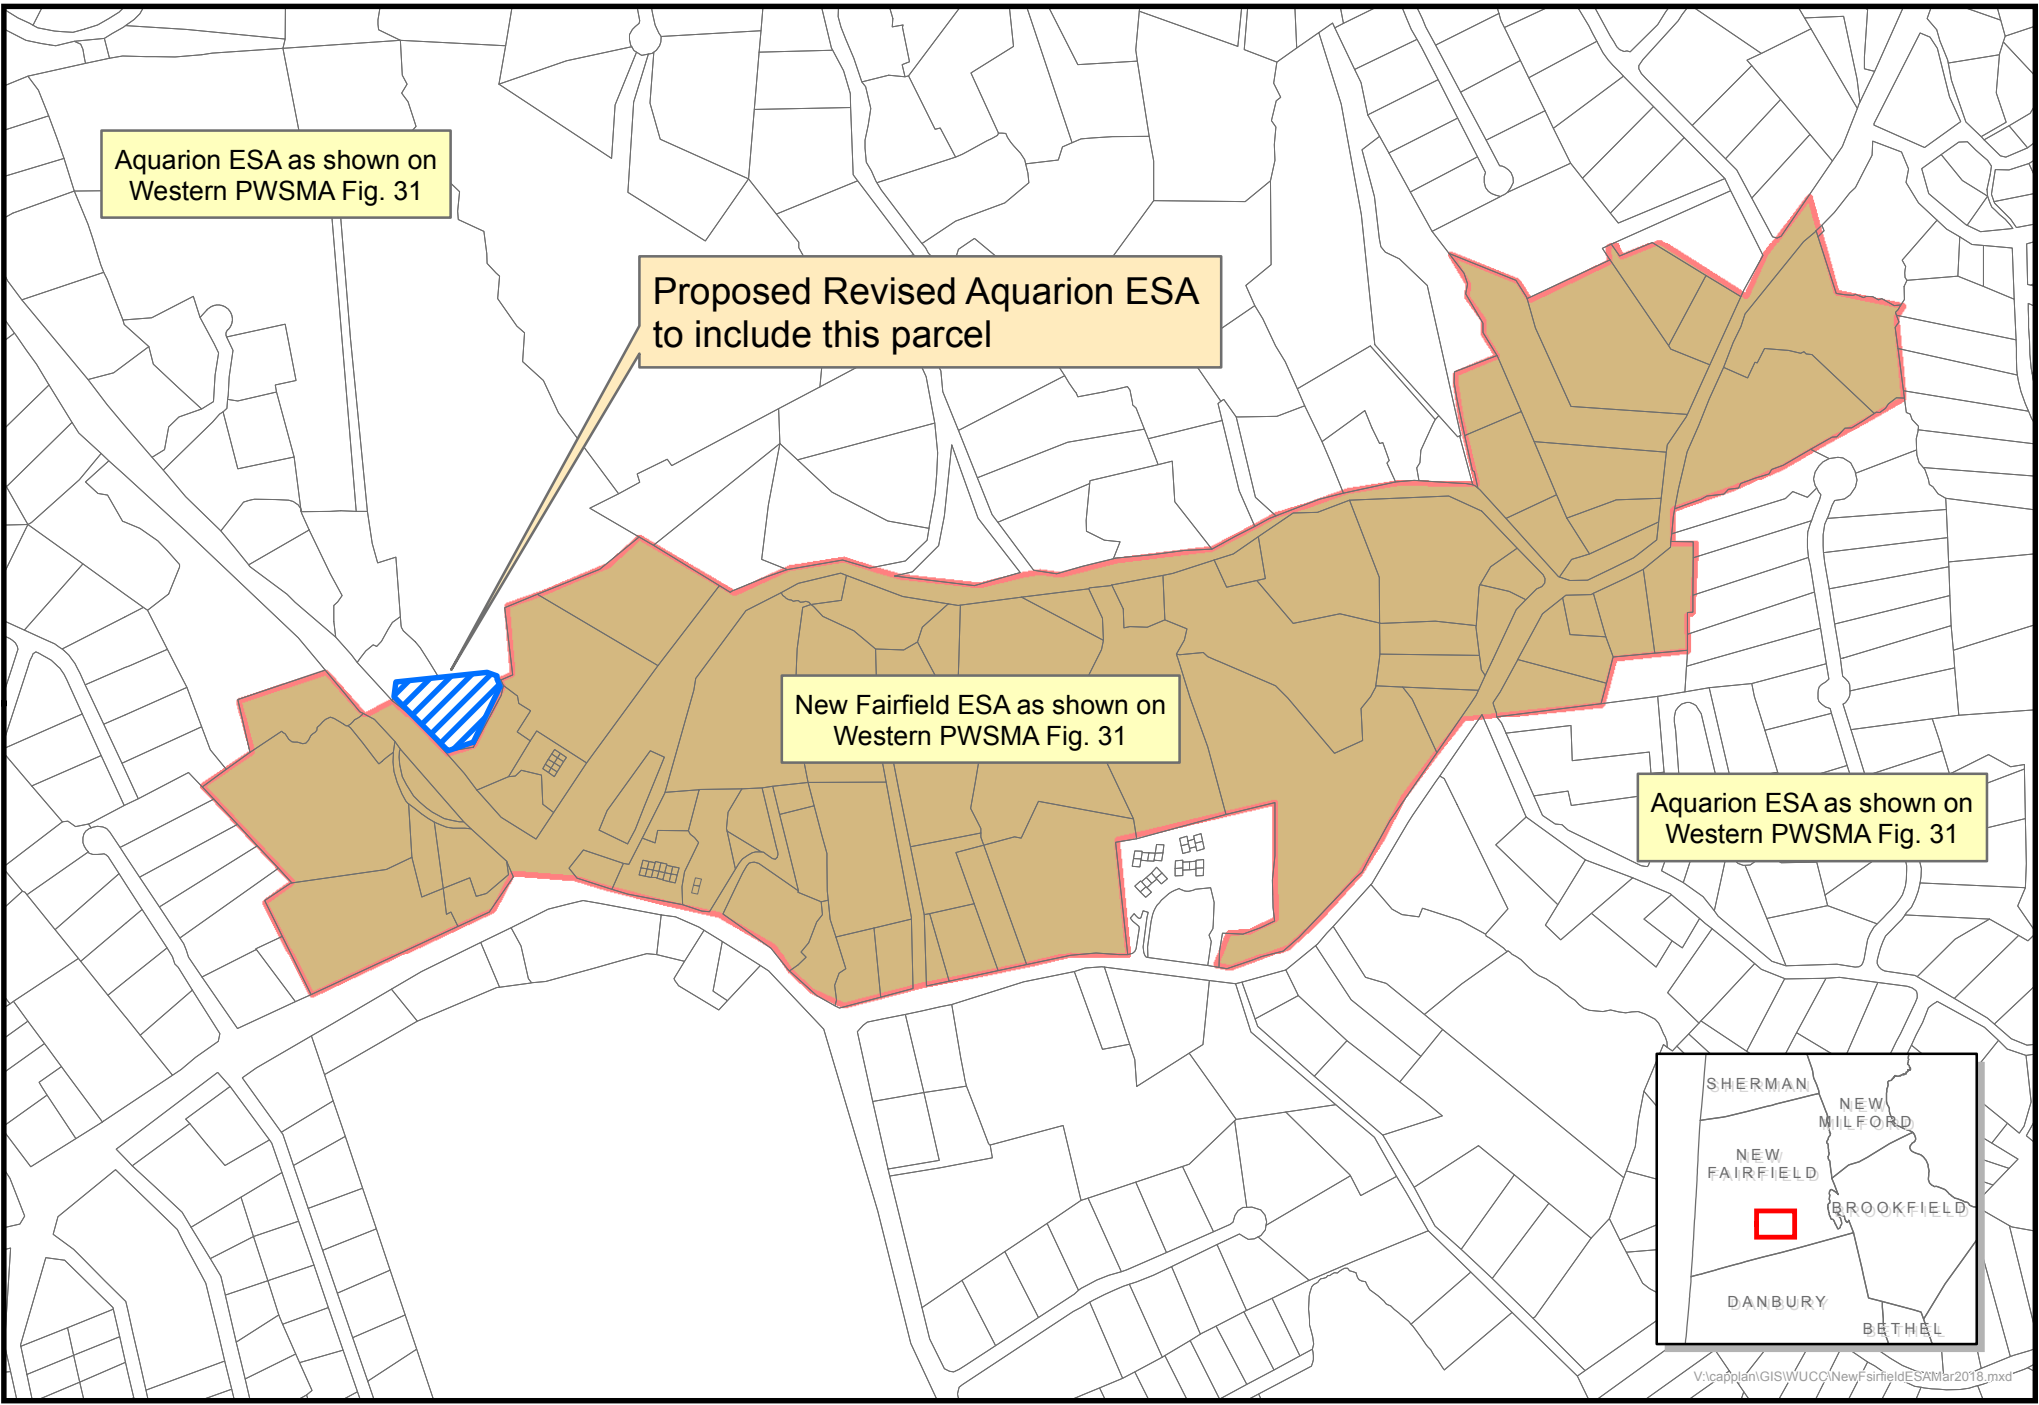 Aquarion ESA as shown on
Western PWSMA Fig. 31
Proposed Revised Aquarion ESA
to include this parcel
New Fairfield ESA as shown on
Western PWSMA Fig. 31
Aquarion ESA as shown on
Western PWSMA Fig. 31
SHERMAN
NEW
MILFORD
NEW
FAIRFIELD
BROOKFIELD
DANBURY
BETHEL
V:\capplan\GIS\WUCC\NewFsirfieldESAMar2018.mxd